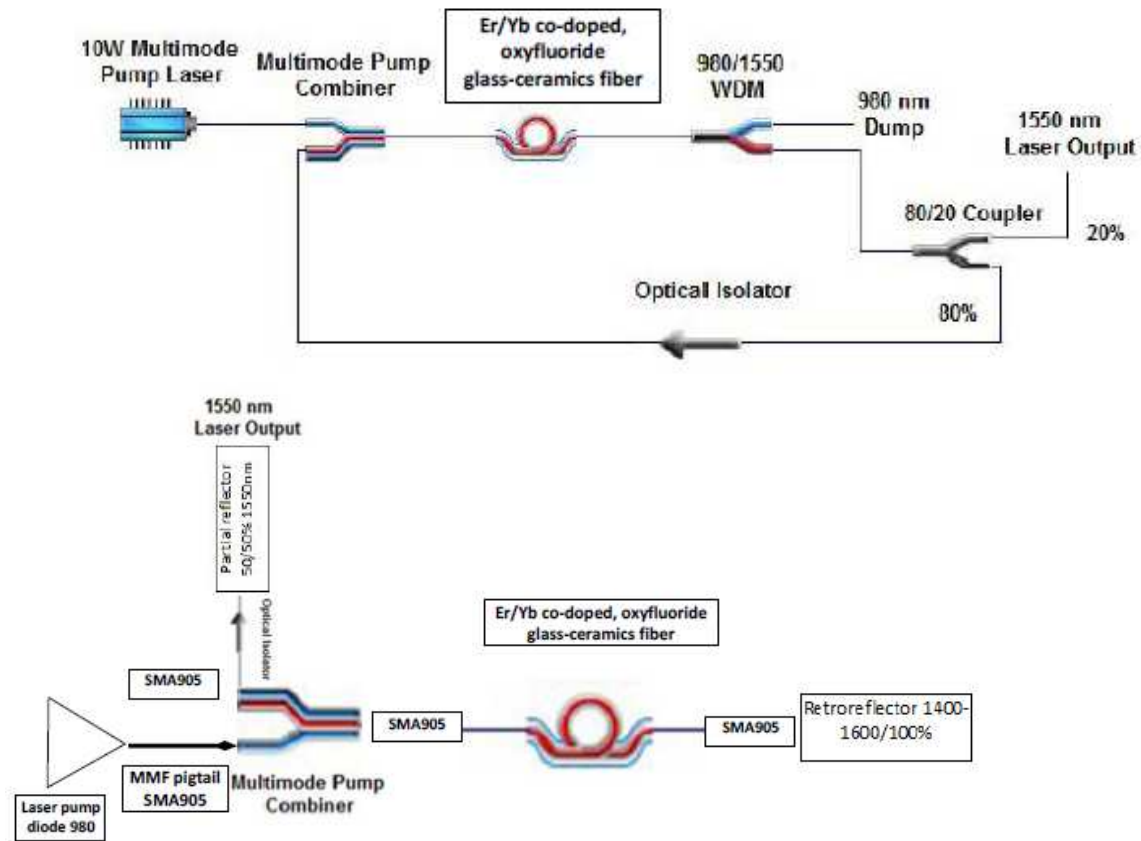 10W Multimode
Pump Laser
Multimode Pump
Combiner
Er/Yb co-doped,
oxyfluoride
glass-ceramics fiber
980/1550
WDM
980 nm
Dump
1550 nm
Laser Output
80/20 Coupler
20%
Optical Isolator
80%
1550 nm
Laser Output
Partial reflector
50/50% 1550nm
Optical Isolator
Er/Yb co-doped, oxyfluoride
glass-ceramics fiber
SMA905
SMA905
SMA905
Retroreflector 1400-
1600/100%
MMF pigtail
SMA905
Multimode Pump
Combiner
Laser pump
diode 980